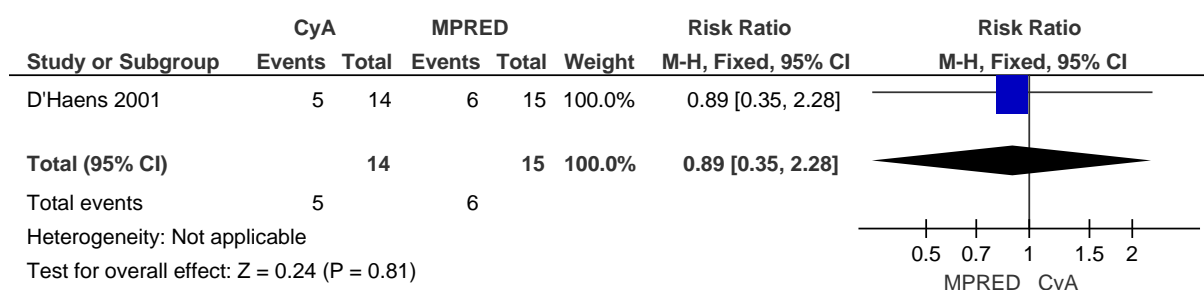 CyA MPRED Risk Ratio Risk Ratio
Study or Subgroup Events Total Events Total Weight M-H, Fixed, 95% CI M-H, Fixed, 95% CI
D'Haens 2001 5 14 6 15 100.0% 0.89 [0.35, 2.28]
Total (95% CI) 14 15 100.0% 0.89 [0.35, 2.28]
Total events 5 6
Heterogeneity: Not applicable
Test for overall effect: Z = 0.24 (P = 0.81)
0.5 0.7 1 1.5 2
MPRED CyA